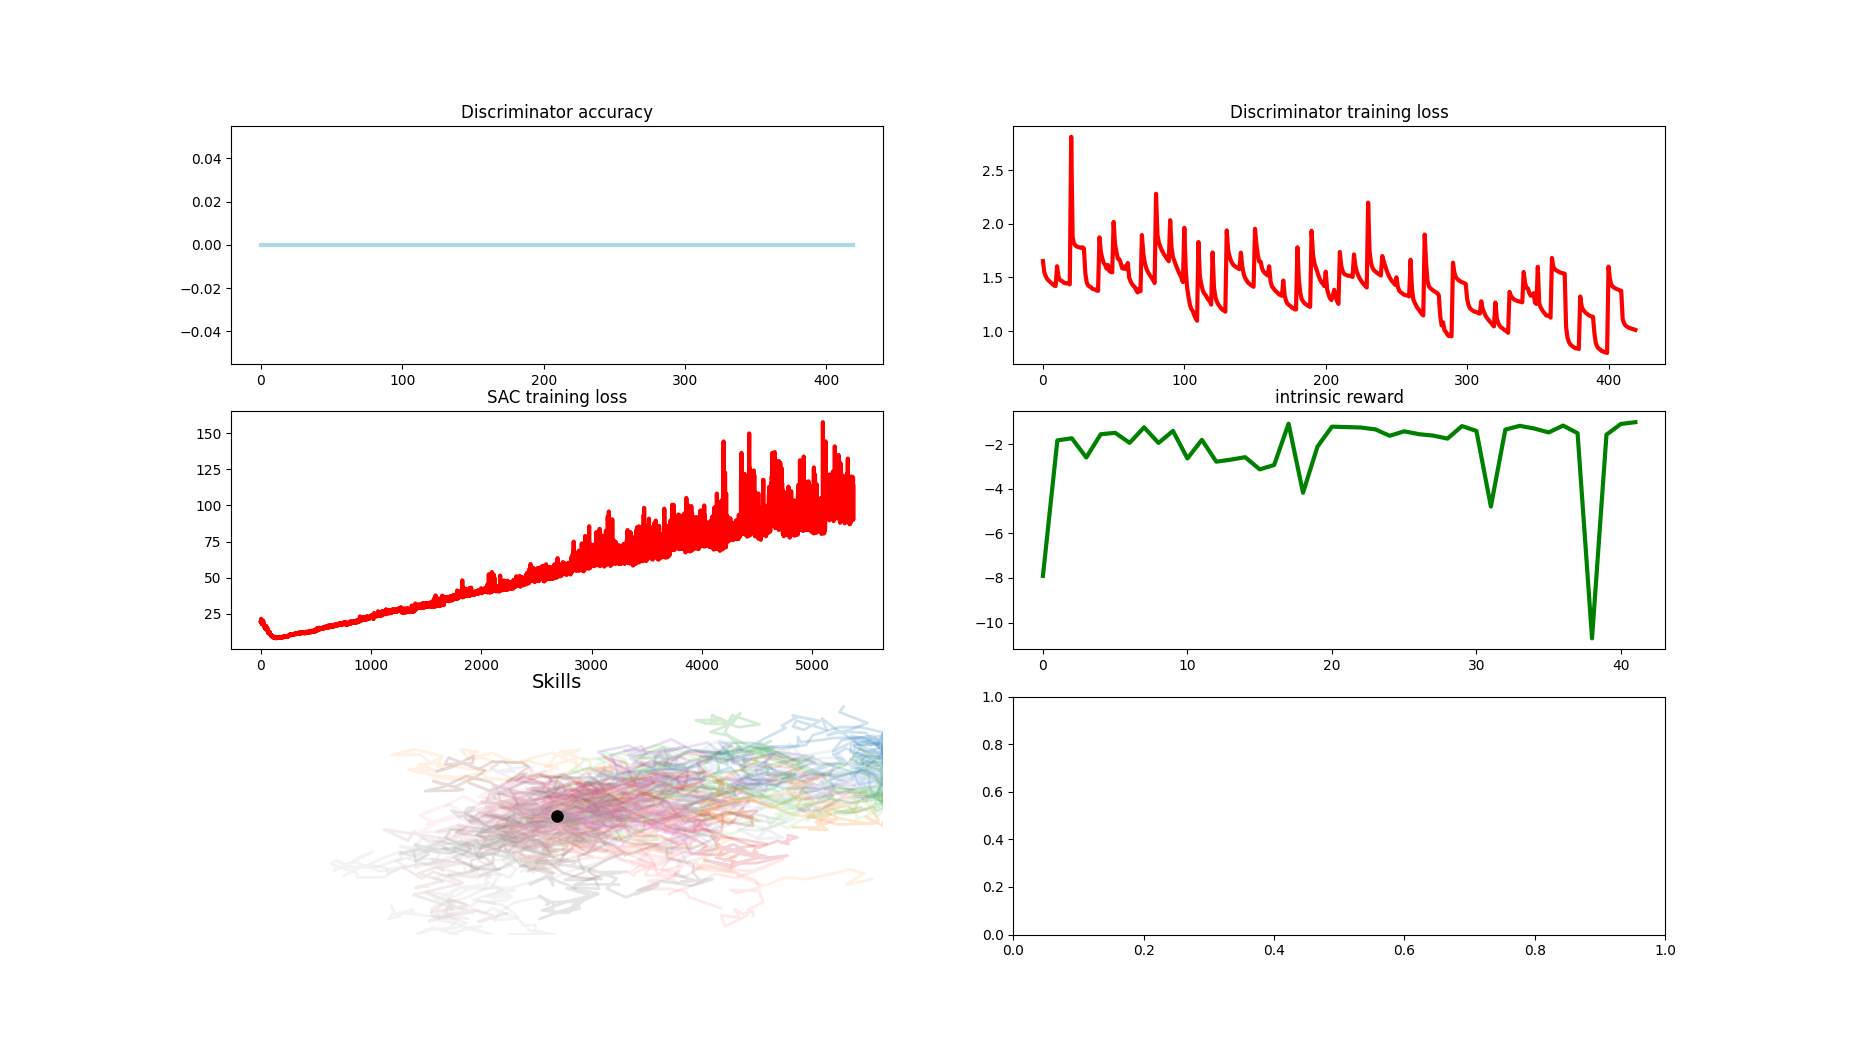 Discriminator accuracy
0.04
0.02
0.00
−0.02
−0.04
0 100 200 300 400
Discriminator training loss
2.5
2.0
1.5
1.0
0 100 200 300 400
SAC training loss
150
125
100
75
50
25
0 1000 2000 3000 4000 5000
intrinsic reward
−2
−4
−6
−8
−10
0 10 20 30 40
Skills
1.0
0.8
0.6
0.4
0.2
0.0
0.0 0.2 0.4 0.6 0.8 1.0